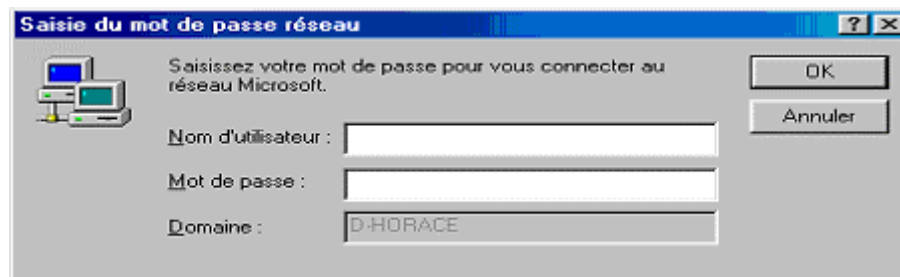 Saisie du mot de passe réseau
Saisissez votre mot de passe pour vous connecter au
réseau Microsoft.
OK
Annuler
Nom d'utilisateur :
Mot de passe :
Domaine :
D-HORACE